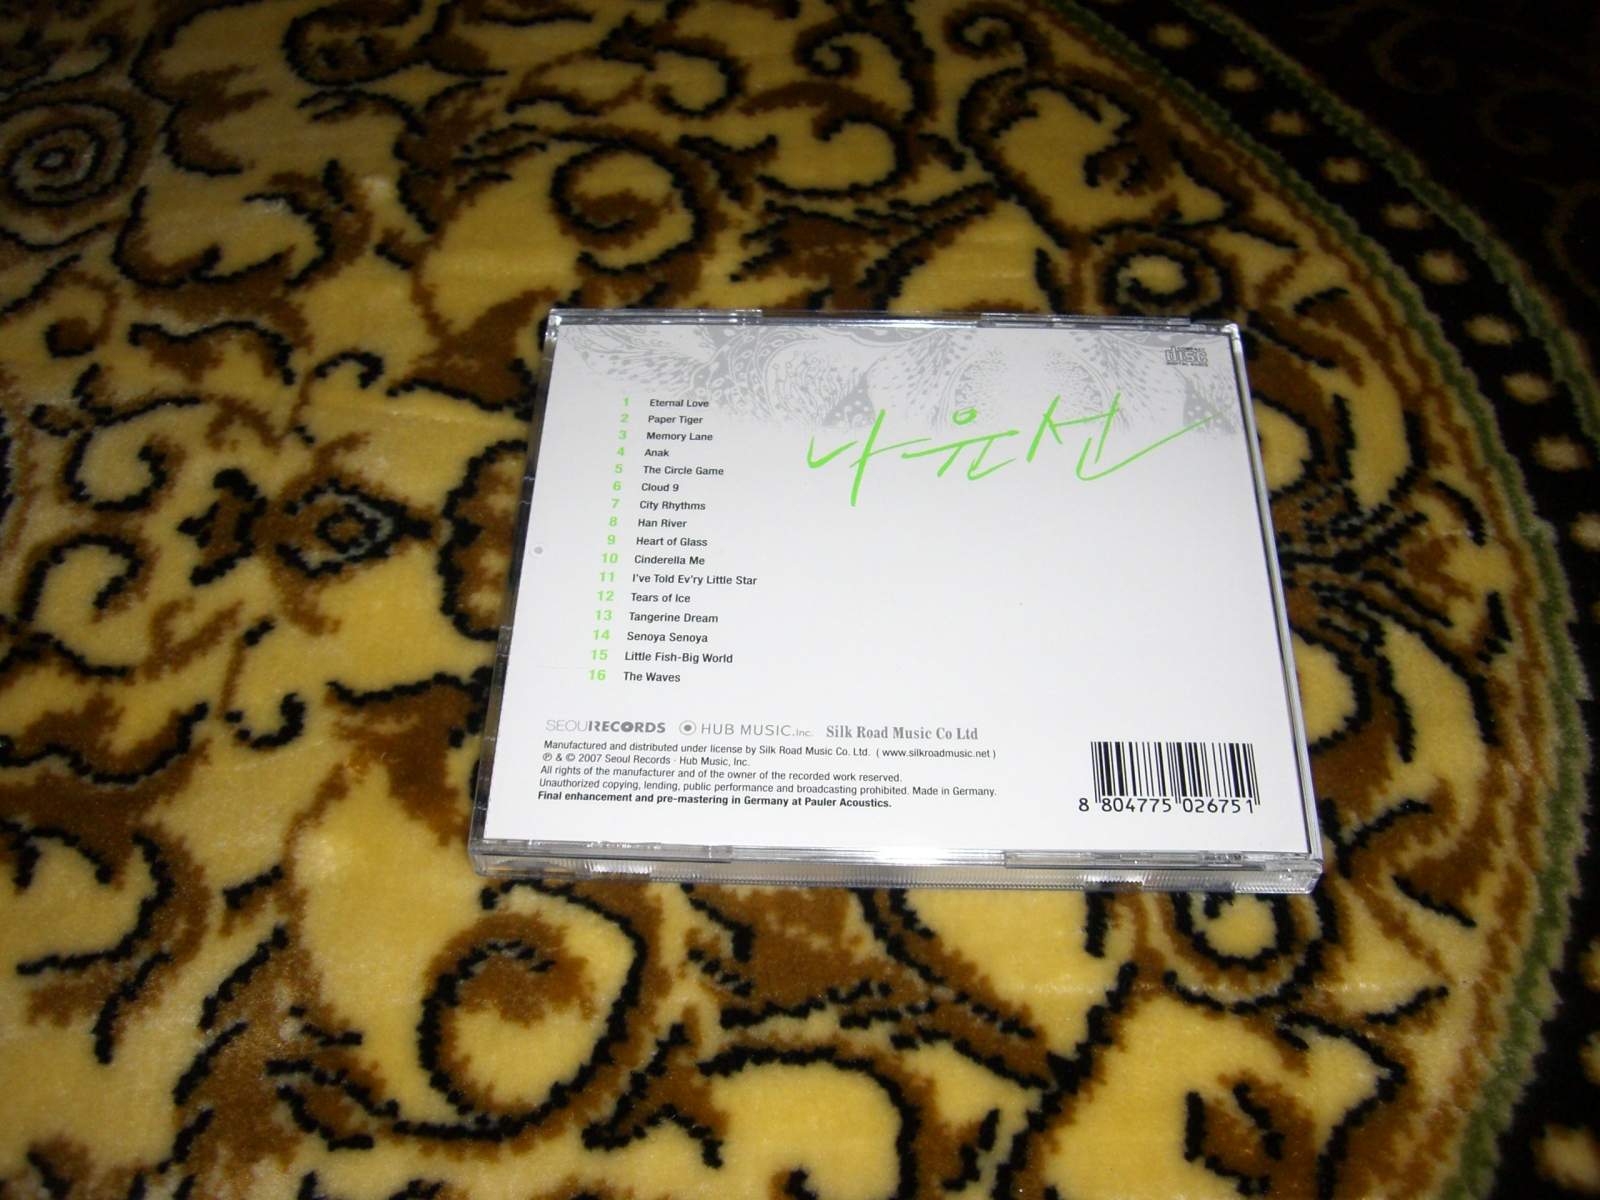 COMPACT
disc
DIGITAL AUDIO
나윤선
1 Eternal Love
2 Paper Tiger
3 Memory Lane
4 Anak
5 The Circle Game
6 Cloud 9
7 City Rhythms
8 Han River
9 Heart of Glass
10 Cinderella Me
11 I've Told Ev'ry Little Star
12 Tears of Ice
13 Tangerine Dream
14 Senoya Senoya
15 Little Fish-Big World
16 The Waves
SEOULRECORDS HUB MUSIC.Inc. Silk Road Music Co Ltd
Manufactured and distributed under license by Silk Road Music Co. Ltd. ( www.silkroadmusic.net )
℗ & © 2007 Seoul Records · Hub Music, Inc.
All rights of the manufacturer and of the owner of the recorded work reserved.
Unauthorized copying, lending, public performance and broadcasting prohibited. Made in Germany.
Final enhancement and pre-mastering in Germany at Pauler Acoustics.
8 804775 026751